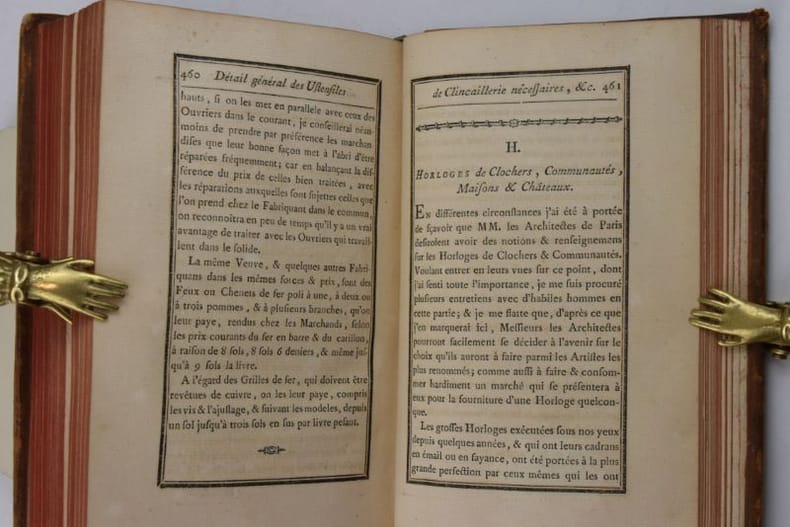 460 Détail général des Uſtenſiles
hauts, ſi on les met en parallele avec ceux des
Ouvriers dans le courant, je conſeillerai néan-
moins de prendre par préférence les marchan-
diſes que leur bonne façon met à l'abri d'être
réparées fréquemment; car en balançant la dif-
férence du prix de celles bien traitées, avec
les réparations auxquelles ſont ſujettes celles que
l'on prend chez le Fabriquant dans le commun,
on reconnoîtra en peu de temps qu'il y a un vrai
avantage de traiter avec les Ouvriers qui travail-
lent dans le ſolide.
La même Veuve, & quelques autres Fabri-
quans dans les mêmes forces & prix, font des
Feux ou Chenets de fer poli à une, à deux ou
à trois pommes, & à pluſieurs branches, qu'on
leur paye, rendus chez les Marchands, ſelon
les prix courants du fer en barre & du carillon,
à raiſon de 8 ſols, 8 ſols 6 deniers, & même juſ-
qu'à 9 ſols la livre.
A l'égard des Grilles de fer, qui doivent être
revêtues de cuivre, on les leur paye, compris
les vis & l'ajuſtage, & ſuivant les modeles, depuis
un ſol juſqu'à trois ſols en ſus par livre peſant.
de Clincaillerie néceſſaires, &c. 461
H.
HORLOGES de Clochers, Communautés,
Maiſons & Châteaux.
EN différentes circonſtances j'ai été à portée
de ſçavoir que MM. les Architectes de Paris
deſiroient avoir des notions & renſeignemens
ſur les Horloges de Clochers & Communautés.
Voulant entrer en leurs vues ſur ce point, dont
j'ai ſenti toute l'importance, je me ſuis procuré
pluſieurs entretiens avec d'habiles hommes en
cette partie; & je me flatte que, d'après ce que
j'en marquerai ici, Meſſieurs les Architectes
pourront facilement ſe décider à l'avenir ſur le
choix qu'ils auront à faire parmi les Artiſtes les
plus renommés; comme auſſi à faire & conſom-
mer hardiment un marché qui ſe préſentera à
eux pour la fourniture d'une Horloge quelcon-
que.
Les groſſes Horloges exécutées ſous nos yeux
depuis quelques années, & qui ont leurs cadrans
en émail ou en fayance, ont été portées à la plus
grande perfection par ceux mêmes qui les ont